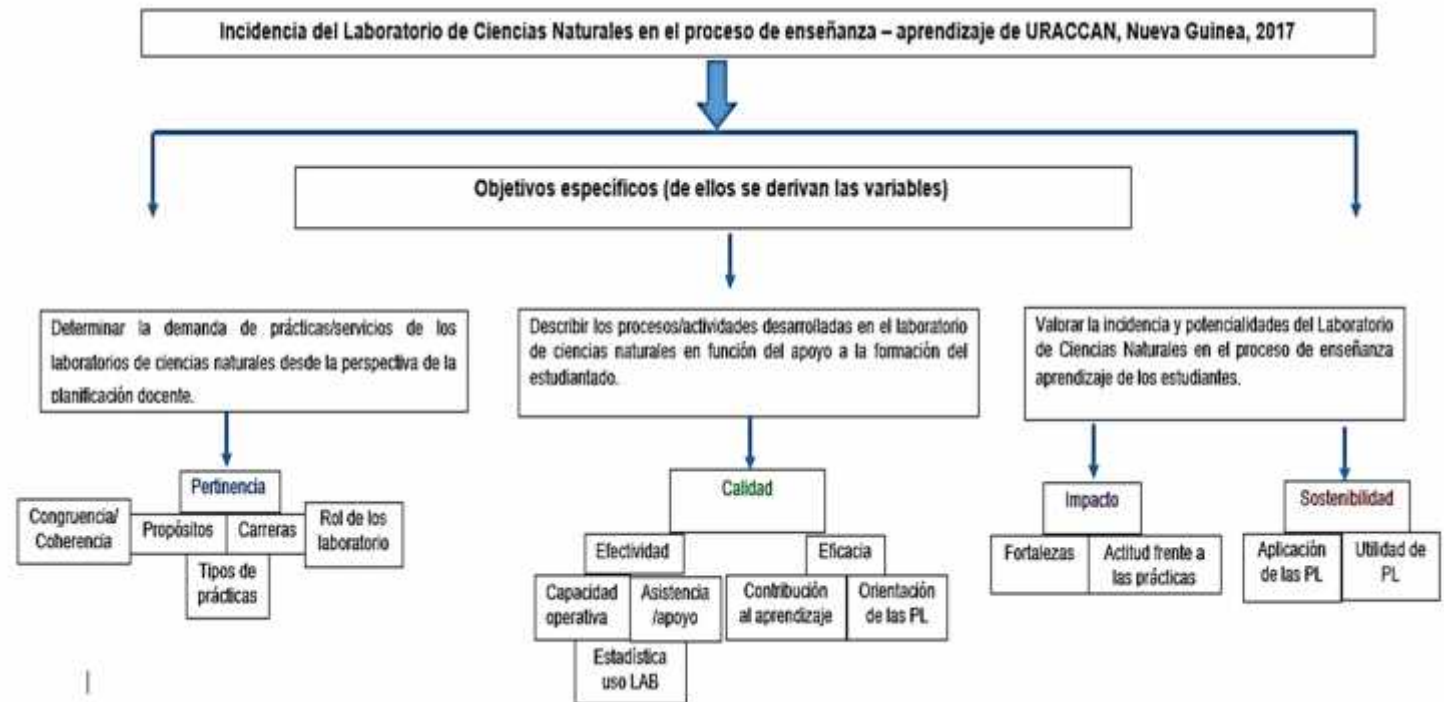 Incidencia del Laboratorio de Ciencias Naturales en el proceso de enseñanza – aprendizaje de URACCAN, Nueva Guinea, 2017
Objetivos específicos (de ellos se derivan las variables)
Determinar la demanda de prácticas/servicios de los
laboratorios de ciencias naturales desde la perspectiva de la
planificación docente.
Describir los procesos/actividades desarrolladas en el laboratorio
de ciencias naturales en función del apoyo a la formación del
estudiantado.
Valorar la incidencia y potencialidades del Laboratorio
de Ciencias Naturales en el proceso de enseñanza
aprendizaje de los estudiantes.
Pertinencia
Congruencia/
Coherencia
Propósitos
Carreras
Rol de los
laboratorio
Tipos de
prácticas
Calidad
Efectividad
Eficacia
Capacidad
operativa
Asistencia
/apoyo
Contribución
al aprendizaje
Orientación
de las PL
Estadística
uso LAB
Impacto
Fortalezas
Actitud frente a
las prácticas
Sostenibilidad
Aplicación
de las PL
Utilidad de
PL